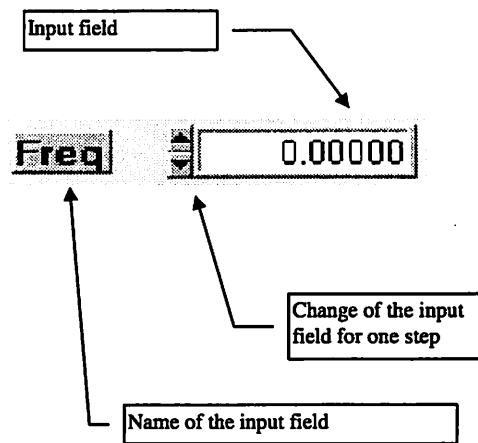 Input field
Freq
0.00000
Change of the input
field for one step
Name of the input field